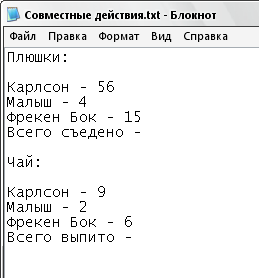 Совместные действия.txt - Блокнот
Файл Правка Формат Вид Справка
Плюшки:
Карлсон - 56
Малыш - 4
Фрекен Бок - 15
Всего съедено -
Чай:
Карлсон - 9
Малыш - 2
Фрекен Бок - 6
Всего выпито -